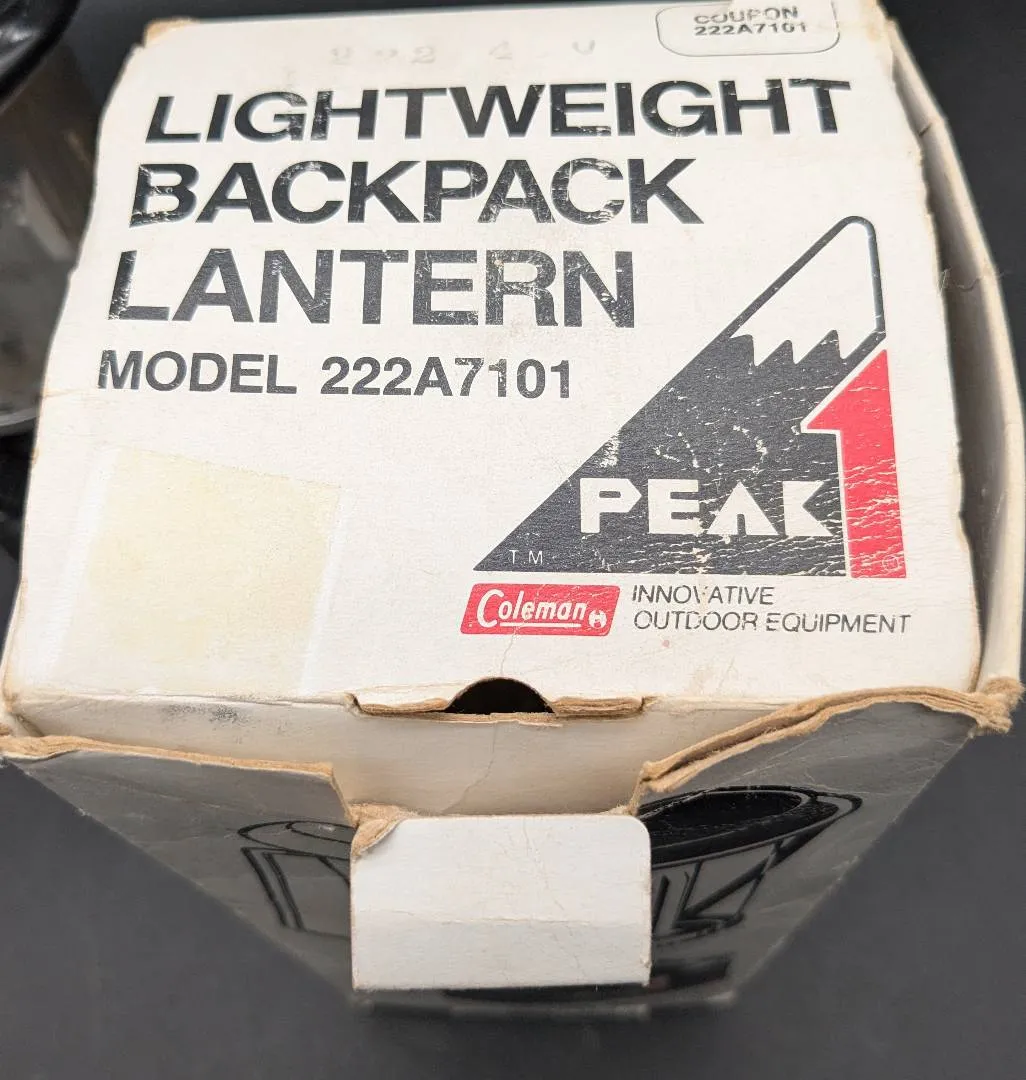 COUPON
222A7101
LIGHTWEIGHT
BACKPACK
LANTERN
MODEL 222A7101
PEAK 1
TM
®
Coleman
INNOVATIVE
OUTDOOR EQUIPMENT